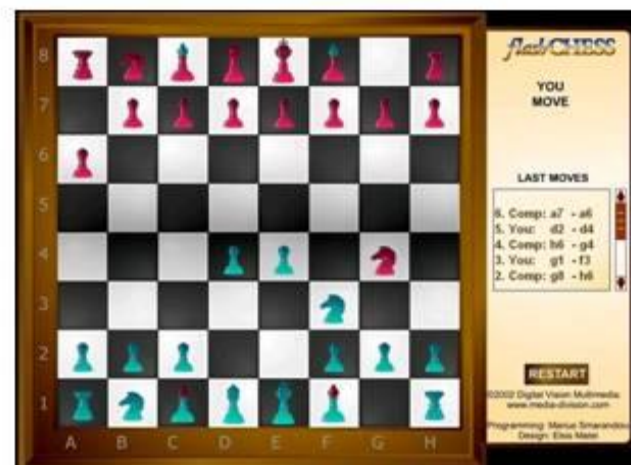 8
7
6
5
4
3
2
1
A B C D E F G H
flashCHESS
YOU
MOVE
LAST MOVES
6. Comp: a7 - a6
5. You: d2 - d4
4. Comp: h6 - g4
3. You: g1 - f3
2. Comp: g8 - h6
RESTART
©2002 Digital Vision Multimedia
www.media-division.com
Programming: Marius Smarandoiu
Design: